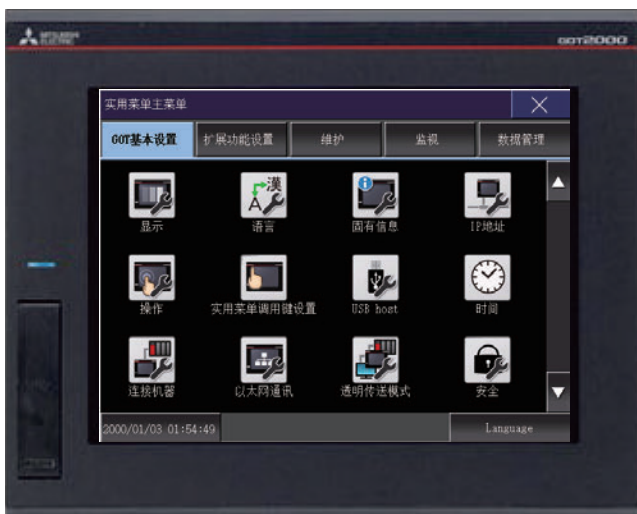 MITSUBISHI
ELECTRIC
GOT2000
实用菜单主菜单
GOT基本设置 扩展功能设置 维护 监视 数据管理
显示 语言 固有信息 IP地址
操作 实用菜单调用键设置 USB host 时间
连接机器 以太网通讯 透明传送模式 安全
2000/01/03 01:54:49 Language